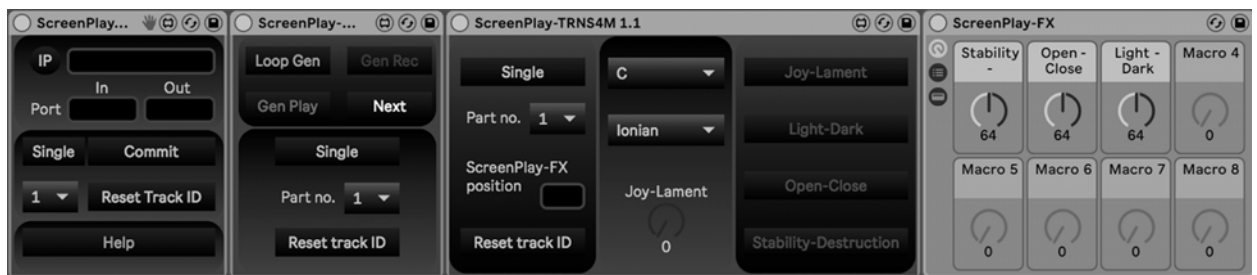 ScreenPlay...
IP
In Out
Port
Single Commit
1 Reset Track ID
Help
ScreenPlay-...
Loop Gen Gen Rec
Gen Play Next
Single
Part no. 1
Reset track ID
ScreenPlay-TRNS4M 1.1
Single
Part no. 1
ScreenPlay-FX
position
Reset track ID
C
Ionian
Joy-Lament
0
Joy-Lament
Light-Dark
Open-Close
Stability-Destruction
ScreenPlay-FX
Stability
-
64
Open -
Close
64
Light -
Dark
64
Macro 4
0
Macro 5
0
Macro 6
0
Macro 7
0
Macro 8
0